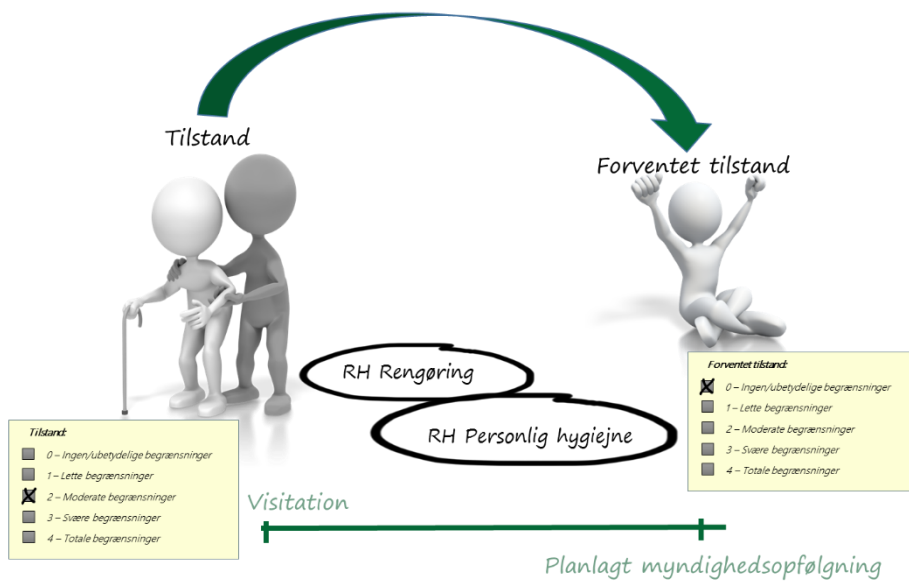 Tilstand
Forventet tilstand
RH Rengøring
RH Personlig hygiejne
Tilstand:
0 – Ingen/ubetydelige begrænsninger
1 – Lette begrænsninger
2 – Moderate begrænsninger
3 – Svære begrænsninger
4 – Totale begrænsninger
Forventet tilstand:
0 – Ingen/ubetydelige begrænsninger
1 – Lette begrænsninger
2 – Moderate begrænsninger
3 – Svære begrænsninger
4 – Totale begrænsninger
Visitation
Planlagt myndighedsopfølgning